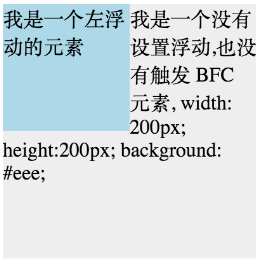 我是一个左浮
动的元素
我是一个没有
设置浮动,也没
有触发 BFC
元素, width:
200px;
height:200px; background:
#eee;